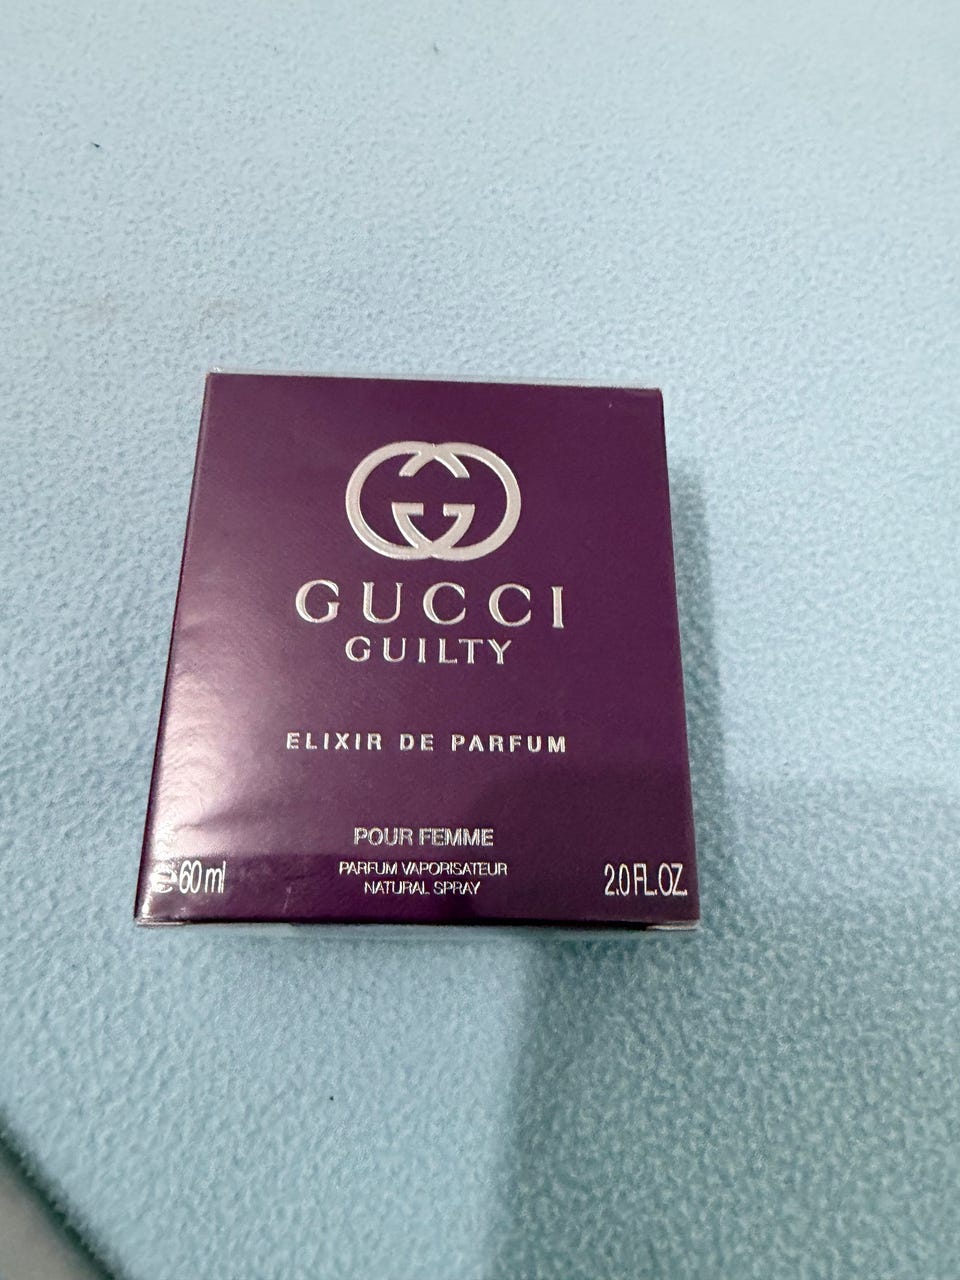 GUCCI
GUILTY
ELIXIR DE PARFUM
POUR FEMME
PARFUM VAPORISATEUR
NATURAL SPRAY
60 ml
2.0 FL.OZ.